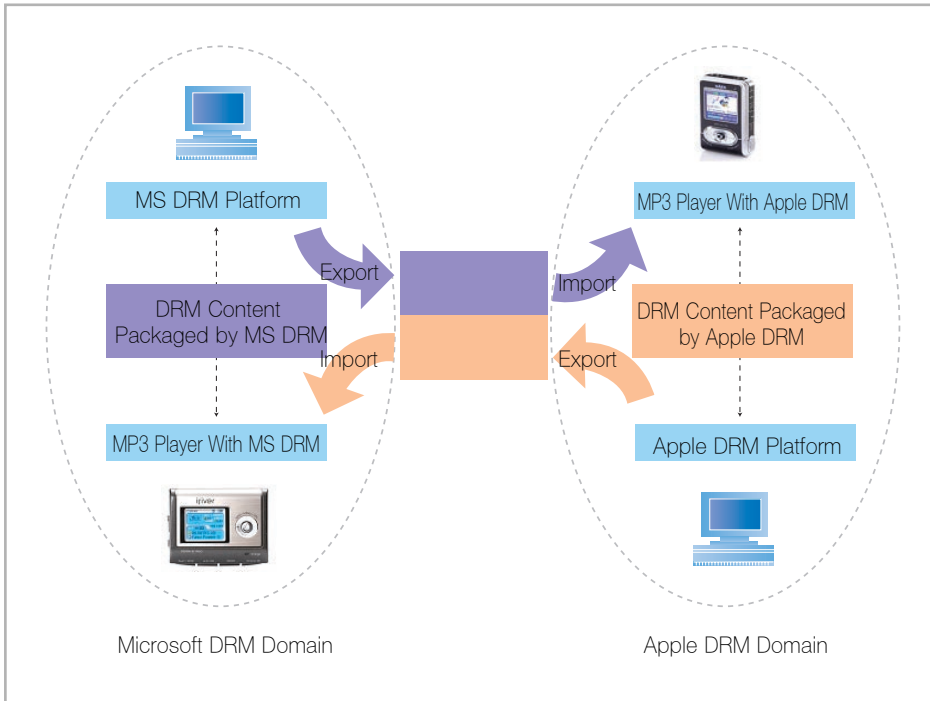 MS DRM Platform
MP3 Player With Apple DRM
Export
Import
DRM Content
Packaged by MS DRM
DRM Content Packaged
by Apple DRM
Import
Export
MP3 Player With MS DRM
Apple DRM Platform
iriver
Microsoft DRM Domain
Apple DRM Domain